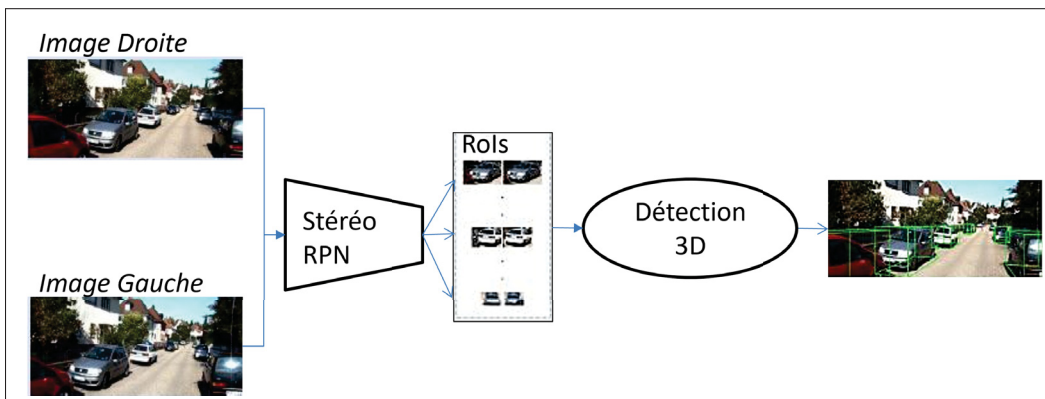 Image Droite
Image Gauche
Stéréo
RPN
RoIs
Détection
3D